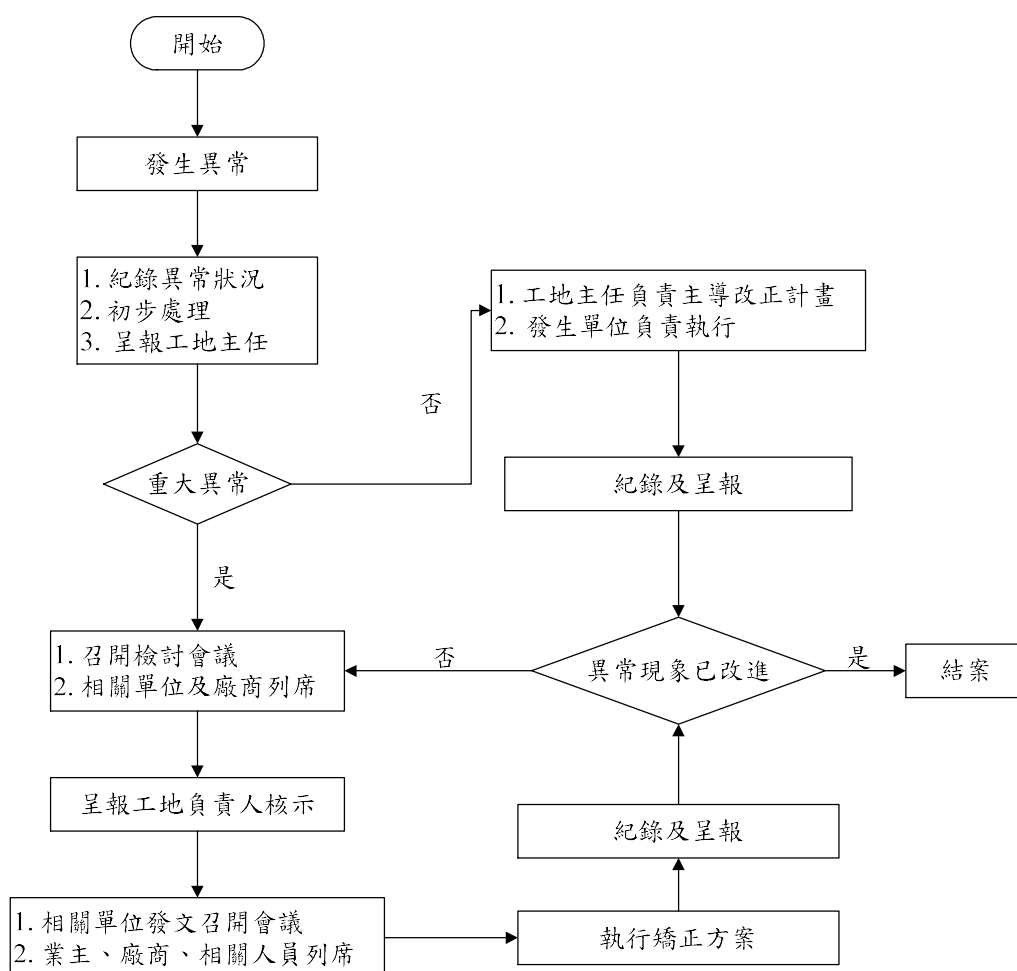 開始
發生異常
1. 紀錄異常狀況
2. 初步處理
3. 呈報工地主任
1. 工地主任負責主導改正計畫
2. 發生單位負責執行
否
重大異常
紀錄及呈報
是
1. 召開檢討會議
2. 相關單位及廠商列席
否
異常現象已改進
是
結案
呈報工地負責人核示
紀錄及呈報
1. 相關單位發文召開會議
2. 業主、廠商、相關人員列席
執行矯正方案